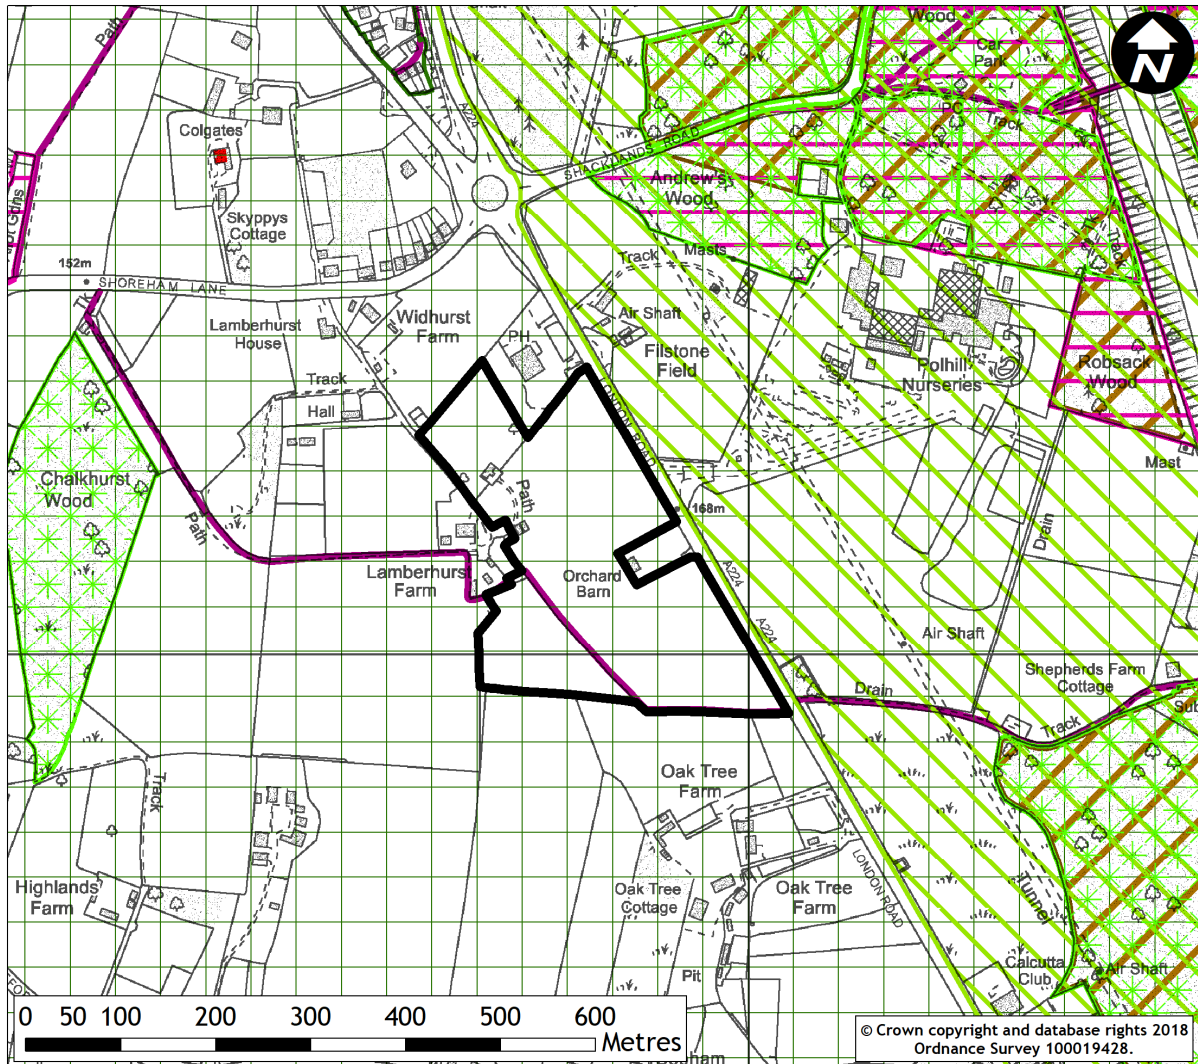 Path
Wood
Car
Park
N
A224
PC
Track
Colgates
SHACKLANDS ROAD
Andrew's
Wood
Skyppys
Cottage
Track
Masts
Track
152m
SHOREHAM LANE
Widhurst
Farm
Air Shaft
Lamberhurst
House
PH
Filstone
Field
Polhill
Nurseries
Robsack
Wood
Track
Hall
LONDON ROAD
Mast
Chalkhurst
Wood
Path
168m
Path
Drain
Lamberhurst
Farm
Orchard
Barn
A224
A224
Air Shaft
Shepherds Farm
Cottage
Drain
Track
Oak Tree
Farm
Track
LONDON ROAD
Highlands
Farm
Oak Tree
Cottage
Oak Tree
Farm
Tunnel
Pit
Calcutta
Club
Air Shaft
0 50 100 200 300 400 500 600
Metres
© Crown copyright and database rights 2018
Ordnance Survey 100019428.